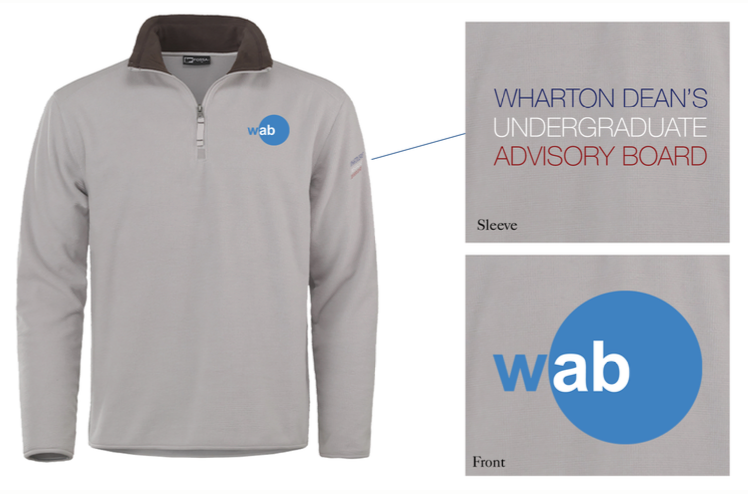 wab
WHARTON DEAN'S
UNDERGRADUATE
ADVISORY BOARD
Sleeve
wab
Front